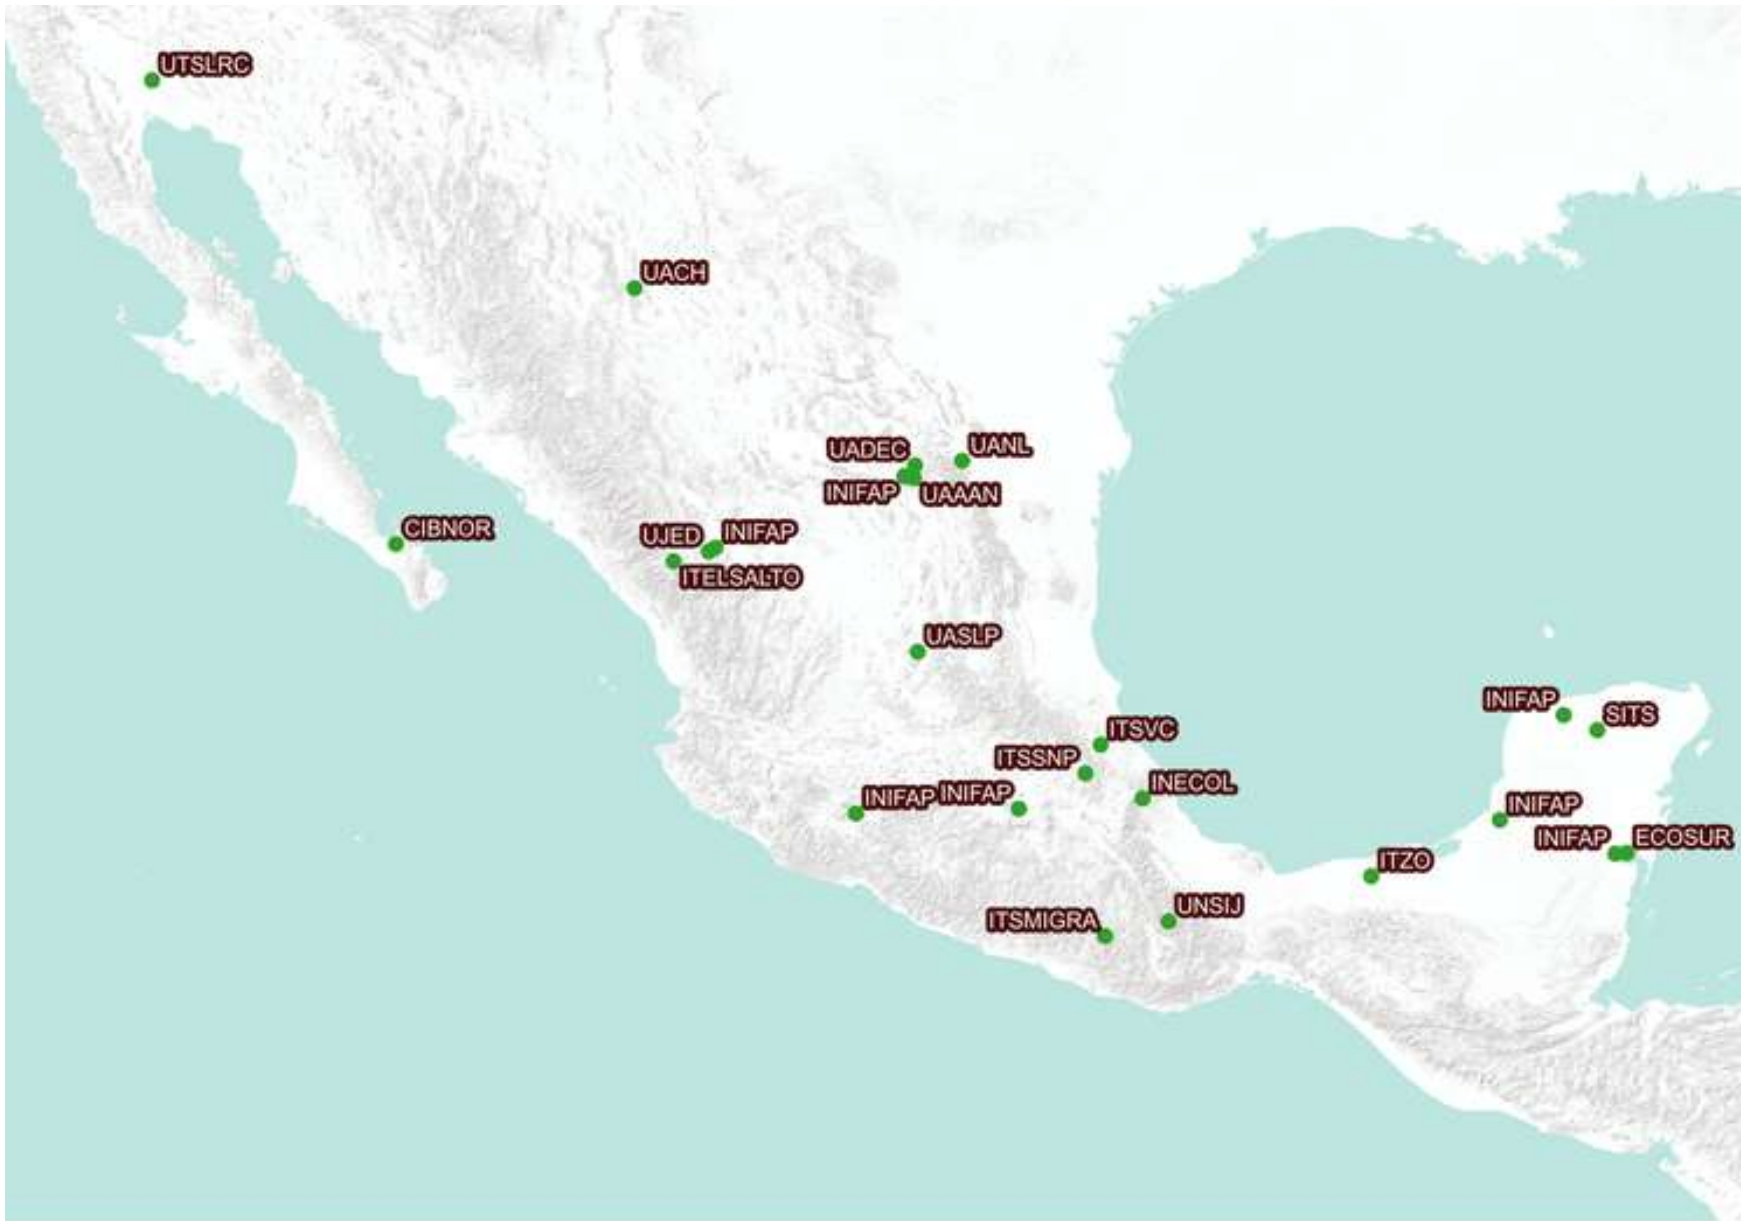 UTSLRC
UACH
UADEC
UANL
INIFAP
UAAAN
CIBNOR
UJED
INIFAP
ITELSALTO
UASLP
INIFAP
SITS
ITSVC
ITSSNP
INECOL
INIFAP
INIFAP
INIFAP
INIFAP
ECOSUR
ITZO
UNSIJ
ITSMIGRA